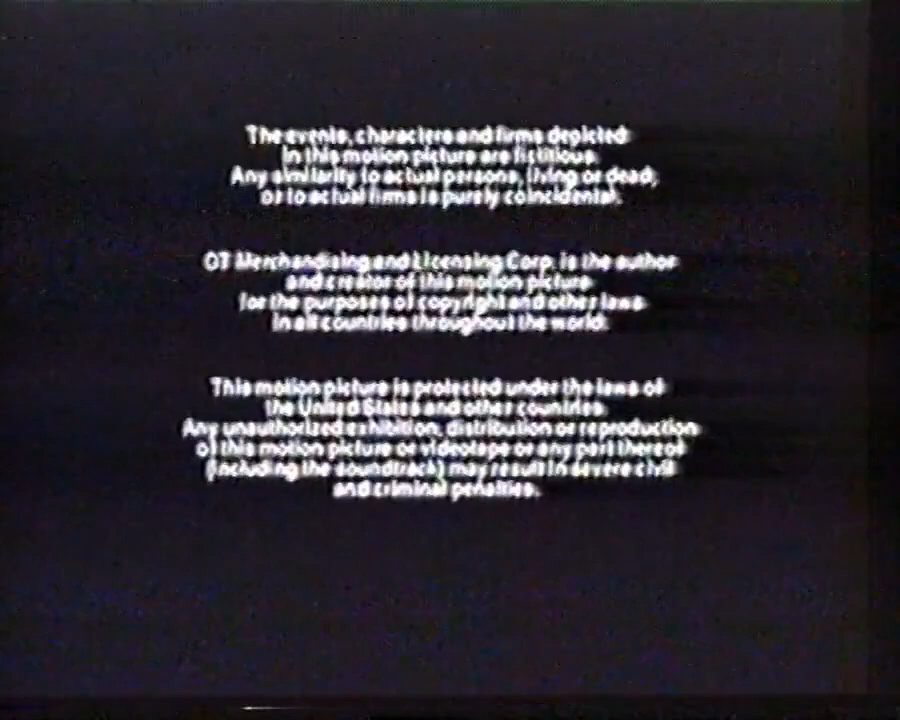 The events, characters and firms depicted
in this motion picture are fictitious.
Any similarity to actual persons, living or dead,
or to actual firms is purely coincidental.
OT Merchandising and Licensing Corp. is the author
and creator of this motion picture
for the purposes of copyright and other laws
in all countries throughout the world.
This motion picture is protected under the laws of
the United States and other countries.
Any unauthorized exhibition, distribution or reproduction
of this motion picture or videotape or any part thereof
(including the soundtrack) may result in severe civil
and criminal penalties.